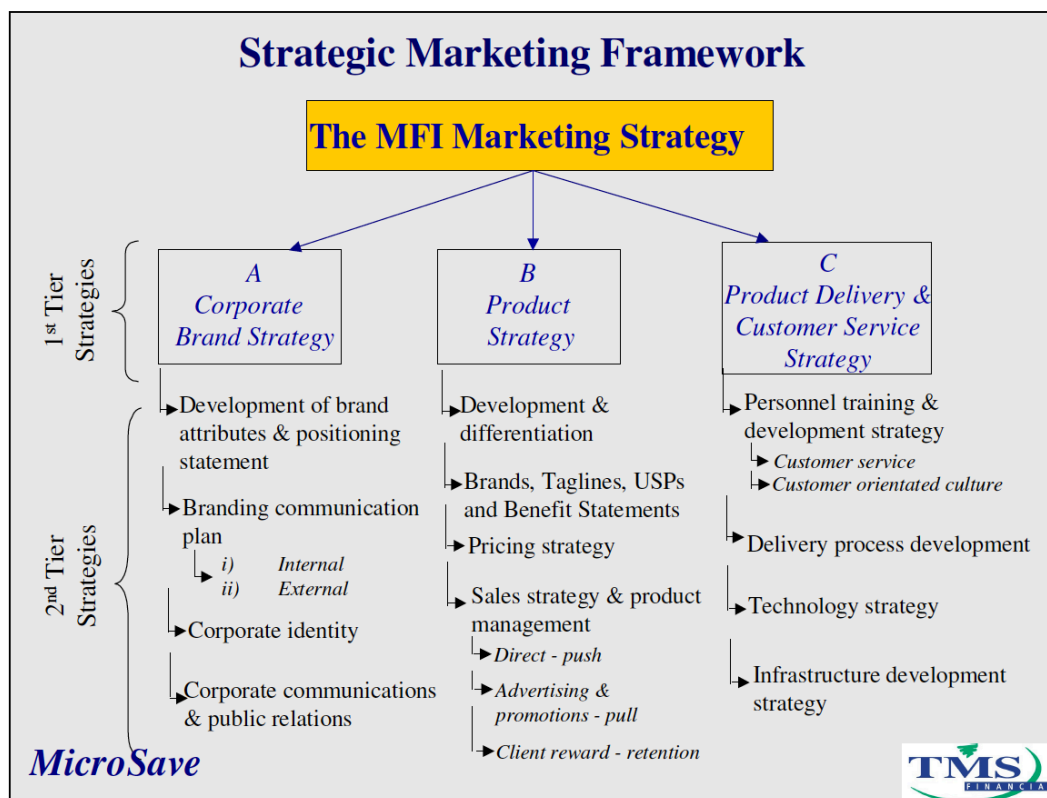 Strategic Marketing Framework
The MFI Marketing Strategy
1st Tier
Strategies
A
Corporate
Brand Strategy
B
Product
Strategy
C
Product Delivery &
Customer Service
Strategy
2nd Tier
Strategies
Development of brand
attributes & positioning
statement
Branding communication
plan
i) Internal
ii) External
Corporate identity
Corporate communications
& public relations
Development &
differentiation
Brands, Taglines, USPs
and Benefit Statements
Pricing strategy
Sales strategy & product
management
Direct - push
Advertising &
promotions - pull
Client reward - retention
Personnel training &
development strategy
Customer service
Customer orientated culture
Delivery process development
Technology strategy
Infrastructure development
strategy
MicroSave
TMS
FINANCIA